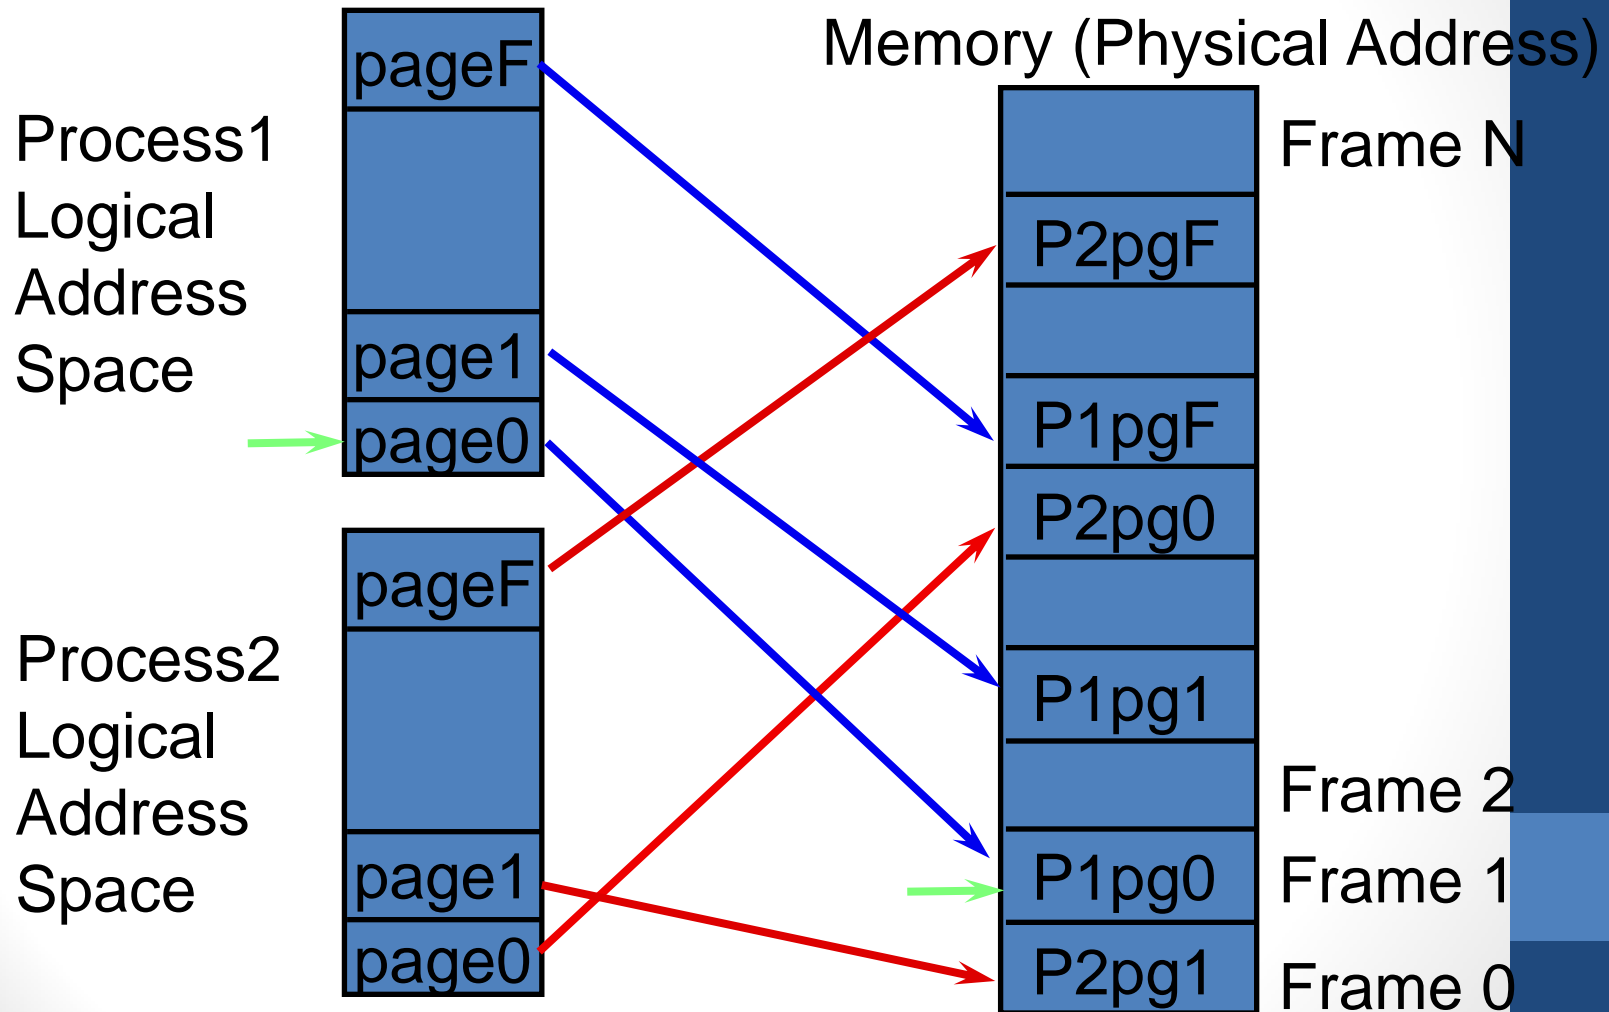 Memory (Physical Address)
Process1
Logical
Address
Space
pageF
page1
page0
Process2
Logical
Address
Space
pageF
page1
page0
Frame N
P2pgF
P1pgF
P2pg0
P1pg1
Frame 2
P1pg0
Frame 1
P2pg1
Frame 0